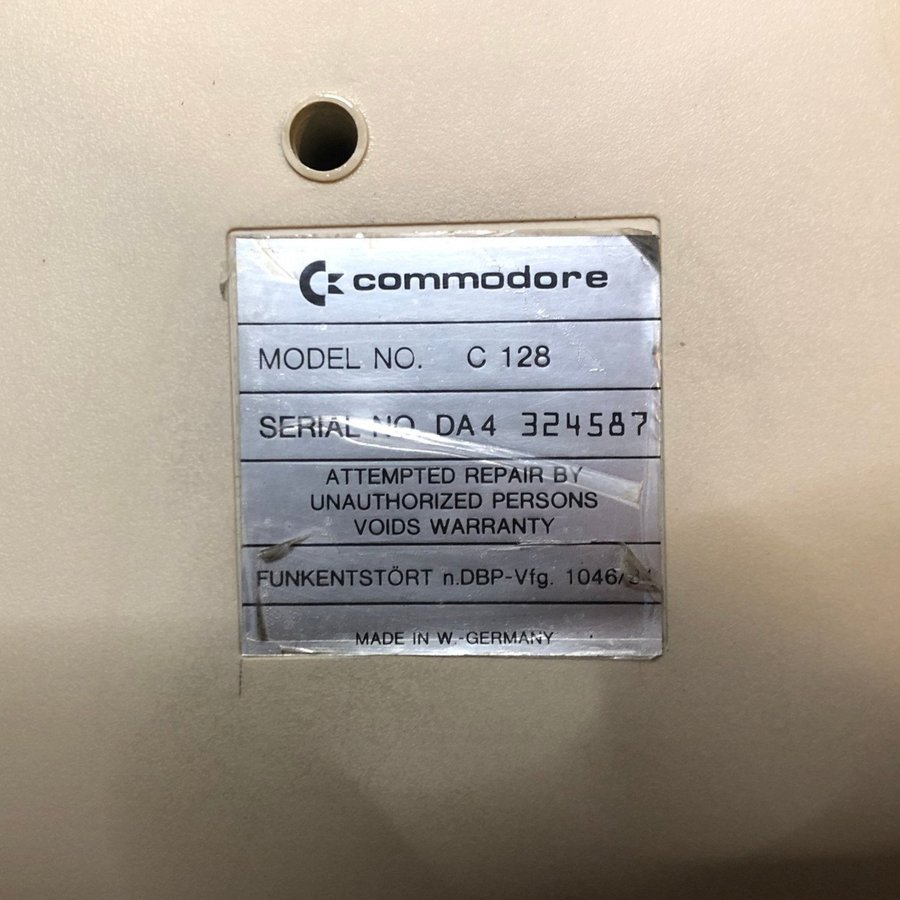 commodore
MODEL NO. C 128
SERIAL NO. DA4 324587
ATTEMPTED REPAIR BY
UNAUTHORIZED PERSONS
VOIDS WARRANTY
FUNKENTSTÖRT n.DBP-Vfg.
MADE IN W.-GERMANY